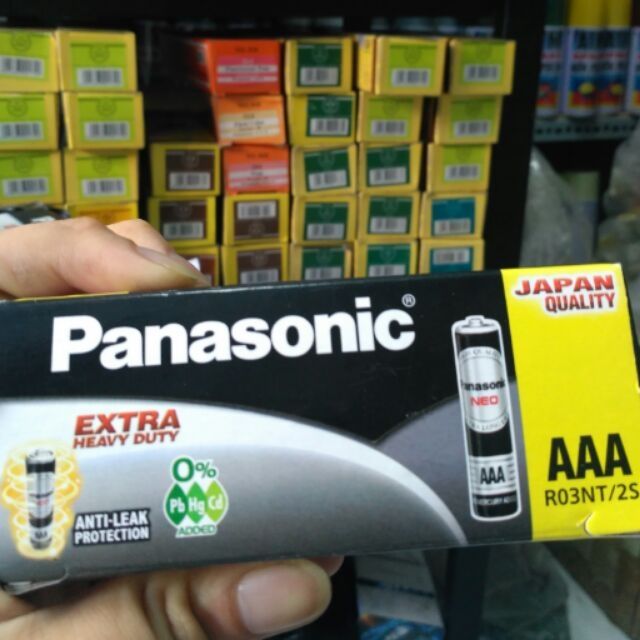 Panasonic®
JAPAN
QUALITY
EXTRA
HEAVY DUTY
ANTI-LEAK
PROTECTION
0%
Pb Hg Cd
ADDED
Panasonic
NEO
AAA
AAA
R03NT/2S